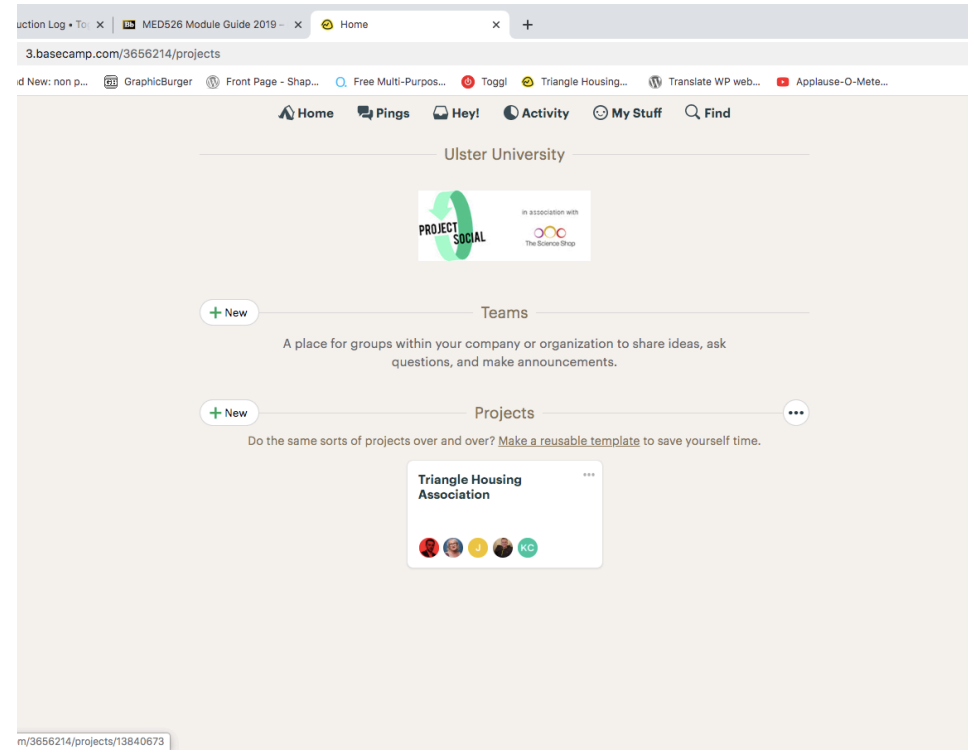 uction Log • To
MED526 Module Guide 2019 –
Home
3.basecamp.com/3656214/projects
d New: non p...
GraphicBurger
Front Page - Shap...
Free Multi-Purpos...
Toggl
Triangle Housing...
Translate WP web...
Applause-O-Mete...
Home Pings Hey! Activity My Stuff Find
Ulster University
PROJECT
SOCIAL
in association with
The Science Shop
+ New
Teams
A place for groups within your company or organization to share ideas, ask
questions, and make announcements.
+ New
Projects
Do the same sorts of projects over and over? Make a reusable template to save yourself time.
Triangle Housing
Association
J
KC
m/3656214/projects/13840673